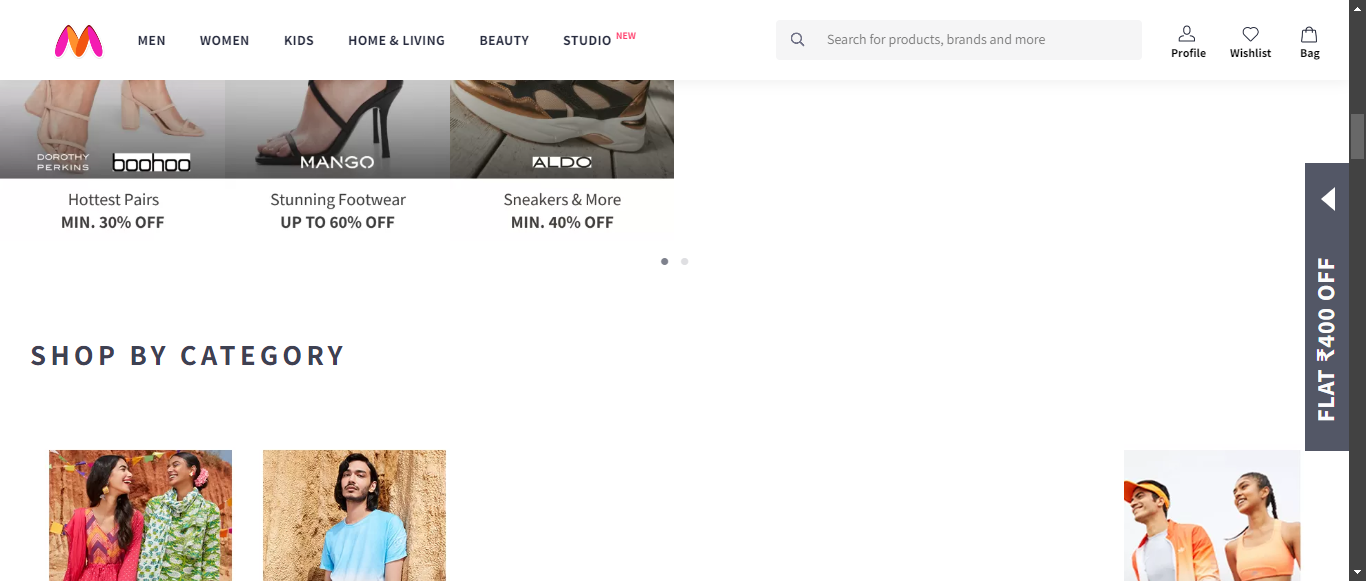 MEN WOMEN KIDS HOME & LIVING BEAUTY STUDIO NEW
Search for products, brands and more
Profile Wishlist Bag
DOROTHY
PERKINS
boohoo
MANGO
ALDO
Hottest Pairs
MIN. 30% OFF
Stunning Footwear
UP TO 60% OFF
Sneakers & More
MIN. 40% OFF
FLAT ₹400 OFF
SHOP BY CATEGORY